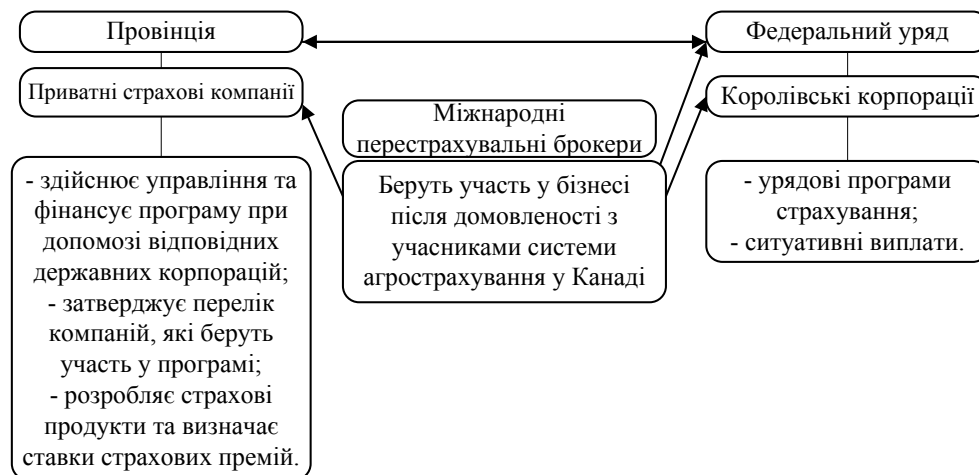 Провінція
Федеральний уряд
Приватні страхові компанії
Королівські корпорації
Міжнародні
перестрахувальні брокери
- здійснює управління та
фінансує програму при
допомозі відповідних
державних корпорацій;
- затверджує перелік
компаній, які беруть
участь у програмі;
- розробляє страхові
продукти та визначає
ставки страхових премій.
Беруть участь у бізнесі
після домовленості з
учасниками системи
агрострахування у Канаді
- урядові програми
страхування;
- ситуативні виплати.